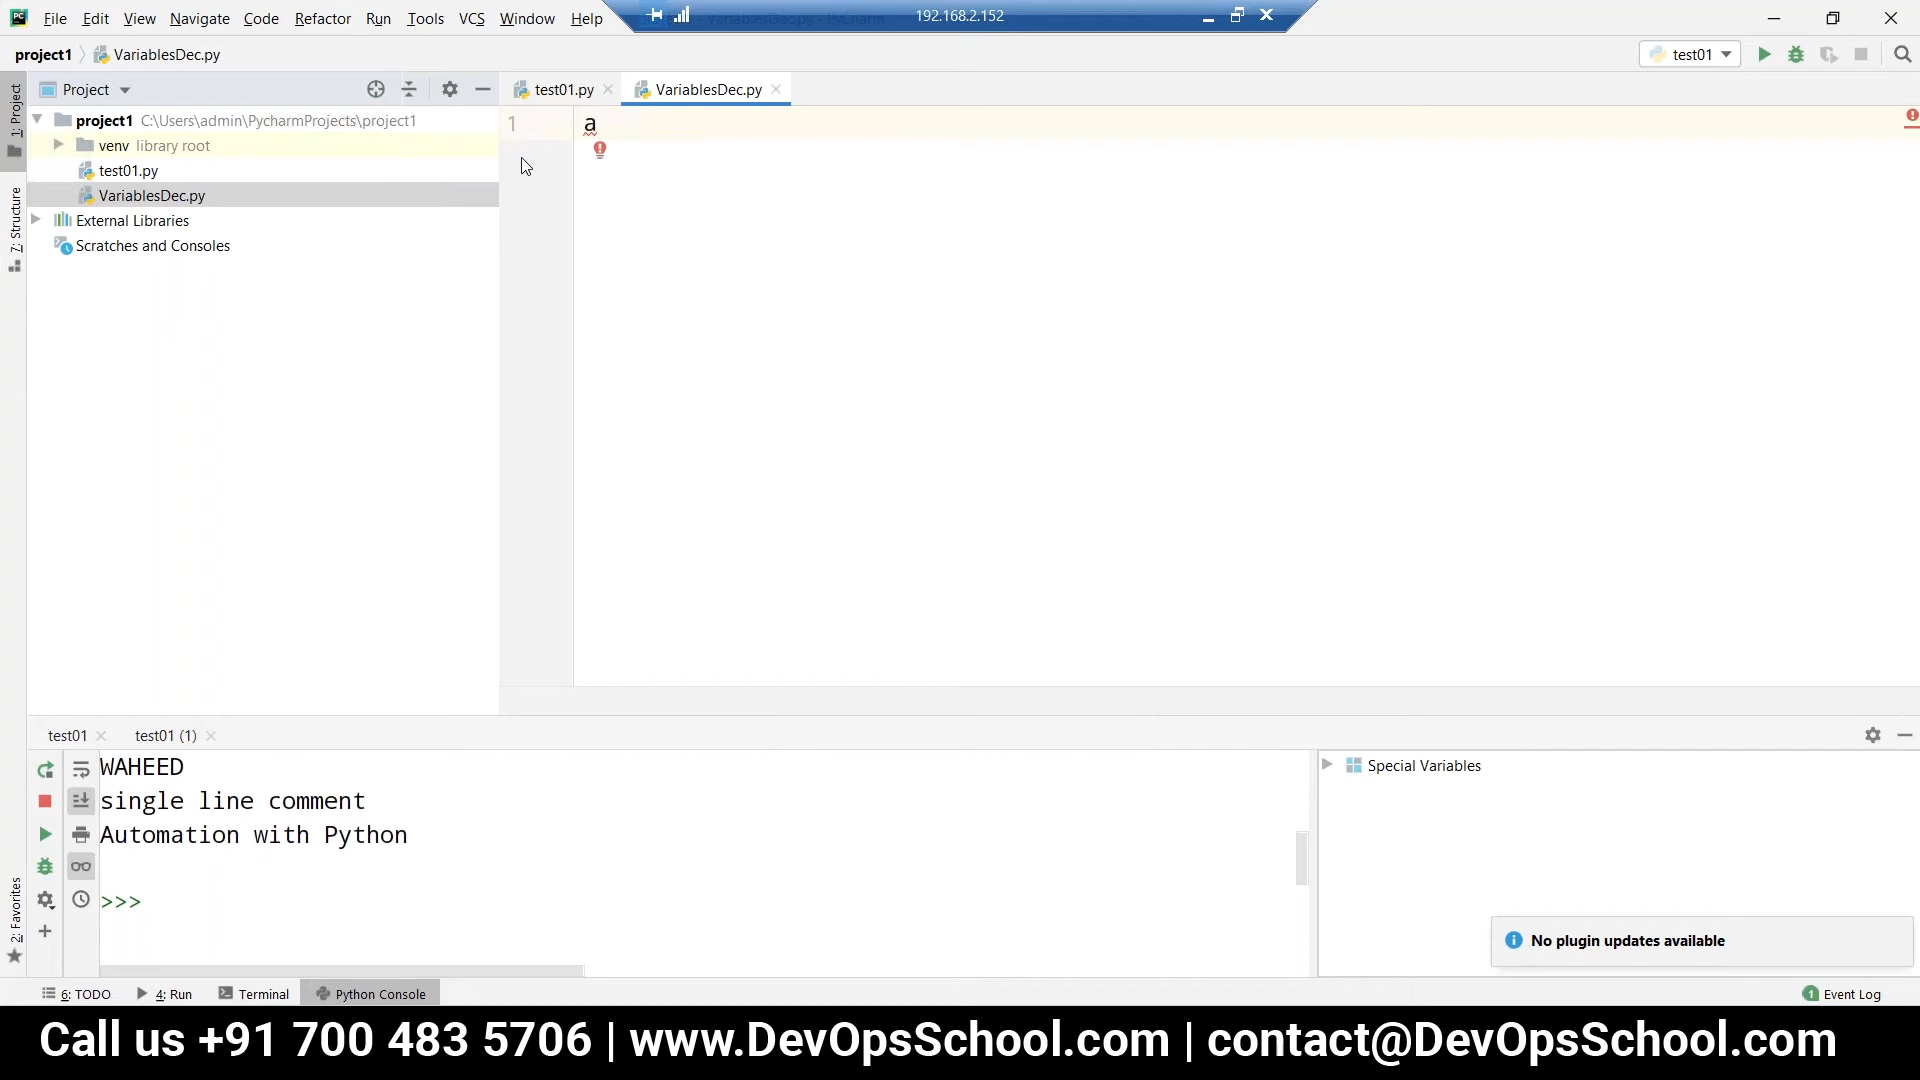 File Edit View Navigate Code Refactor Run Tools VCS Window Help
192.168.2.152
project1 VariablesDec.py
test01
Project
test01.py
VariablesDec.py
1: Project
7: Structure
2: Favorites
project1 C:\Users\admin\PycharmProjects\project1
venv library root
test01.py
VariablesDec.py
External Libraries
Scratches and Consoles
1 a
test01 test01 (1)
WAHEED
single line comment
Automation with Python
>>>
Special Variables
No plugin updates available
6: TODO 4: Run Terminal Python Console
1 Event Log
Call us +91 700 483 5706 | www.DevOpsSchool.com | contact@DevOpsSchool.com